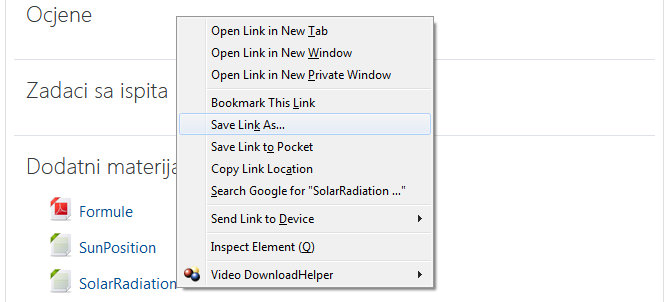 Ocjene
Zadaci sa ispita
Dodatni materija
Formule
SunPosition
SolarRadiation
Open Link in New Tab
Open Link in New Window
Open Link in New Private Window
Bookmark This Link
Save Link As...
Save Link to Pocket
Copy Link Location
Search Google for "SolarRadiation ..."
Send Link to Device
Inspect Element (Q)
Video DownloadHelper